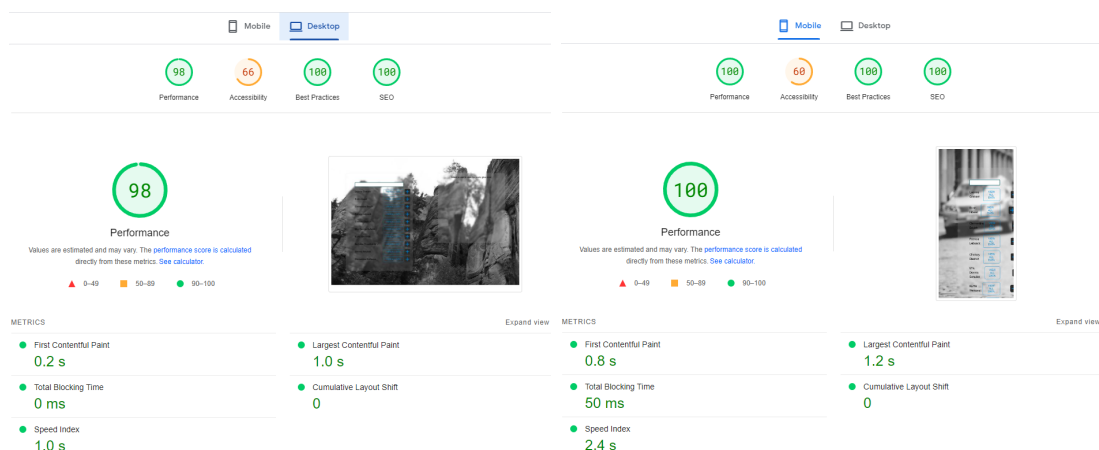 Mobile
Desktop
98
66
100
100
Performance
Accessibility
Best Practices
SEO
98
Performance
Values are estimated and may vary. The performance score is calculated
directly from these metrics. See calculator.
0–49
50–89
90–100
METRICS
Expand view
First Contentful Paint
0.2 s
Largest Contentful Paint
1.0 s
Total Blocking Time
0 ms
Cumulative Layout Shift
0
Speed Index
1.0 s
Mobile
Desktop
100
60
100
100
Performance
Accessibility
Best Practices
SEO
100
Performance
Values are estimated and may vary. The performance score is calculated
directly from these metrics. See calculator.
0–49
50–89
90–100
METRICS
Expand view
First Contentful Paint
0.8 s
Largest Contentful Paint
1.2 s
Total Blocking Time
50 ms
Cumulative Layout Shift
0
Speed Index
2.4 s